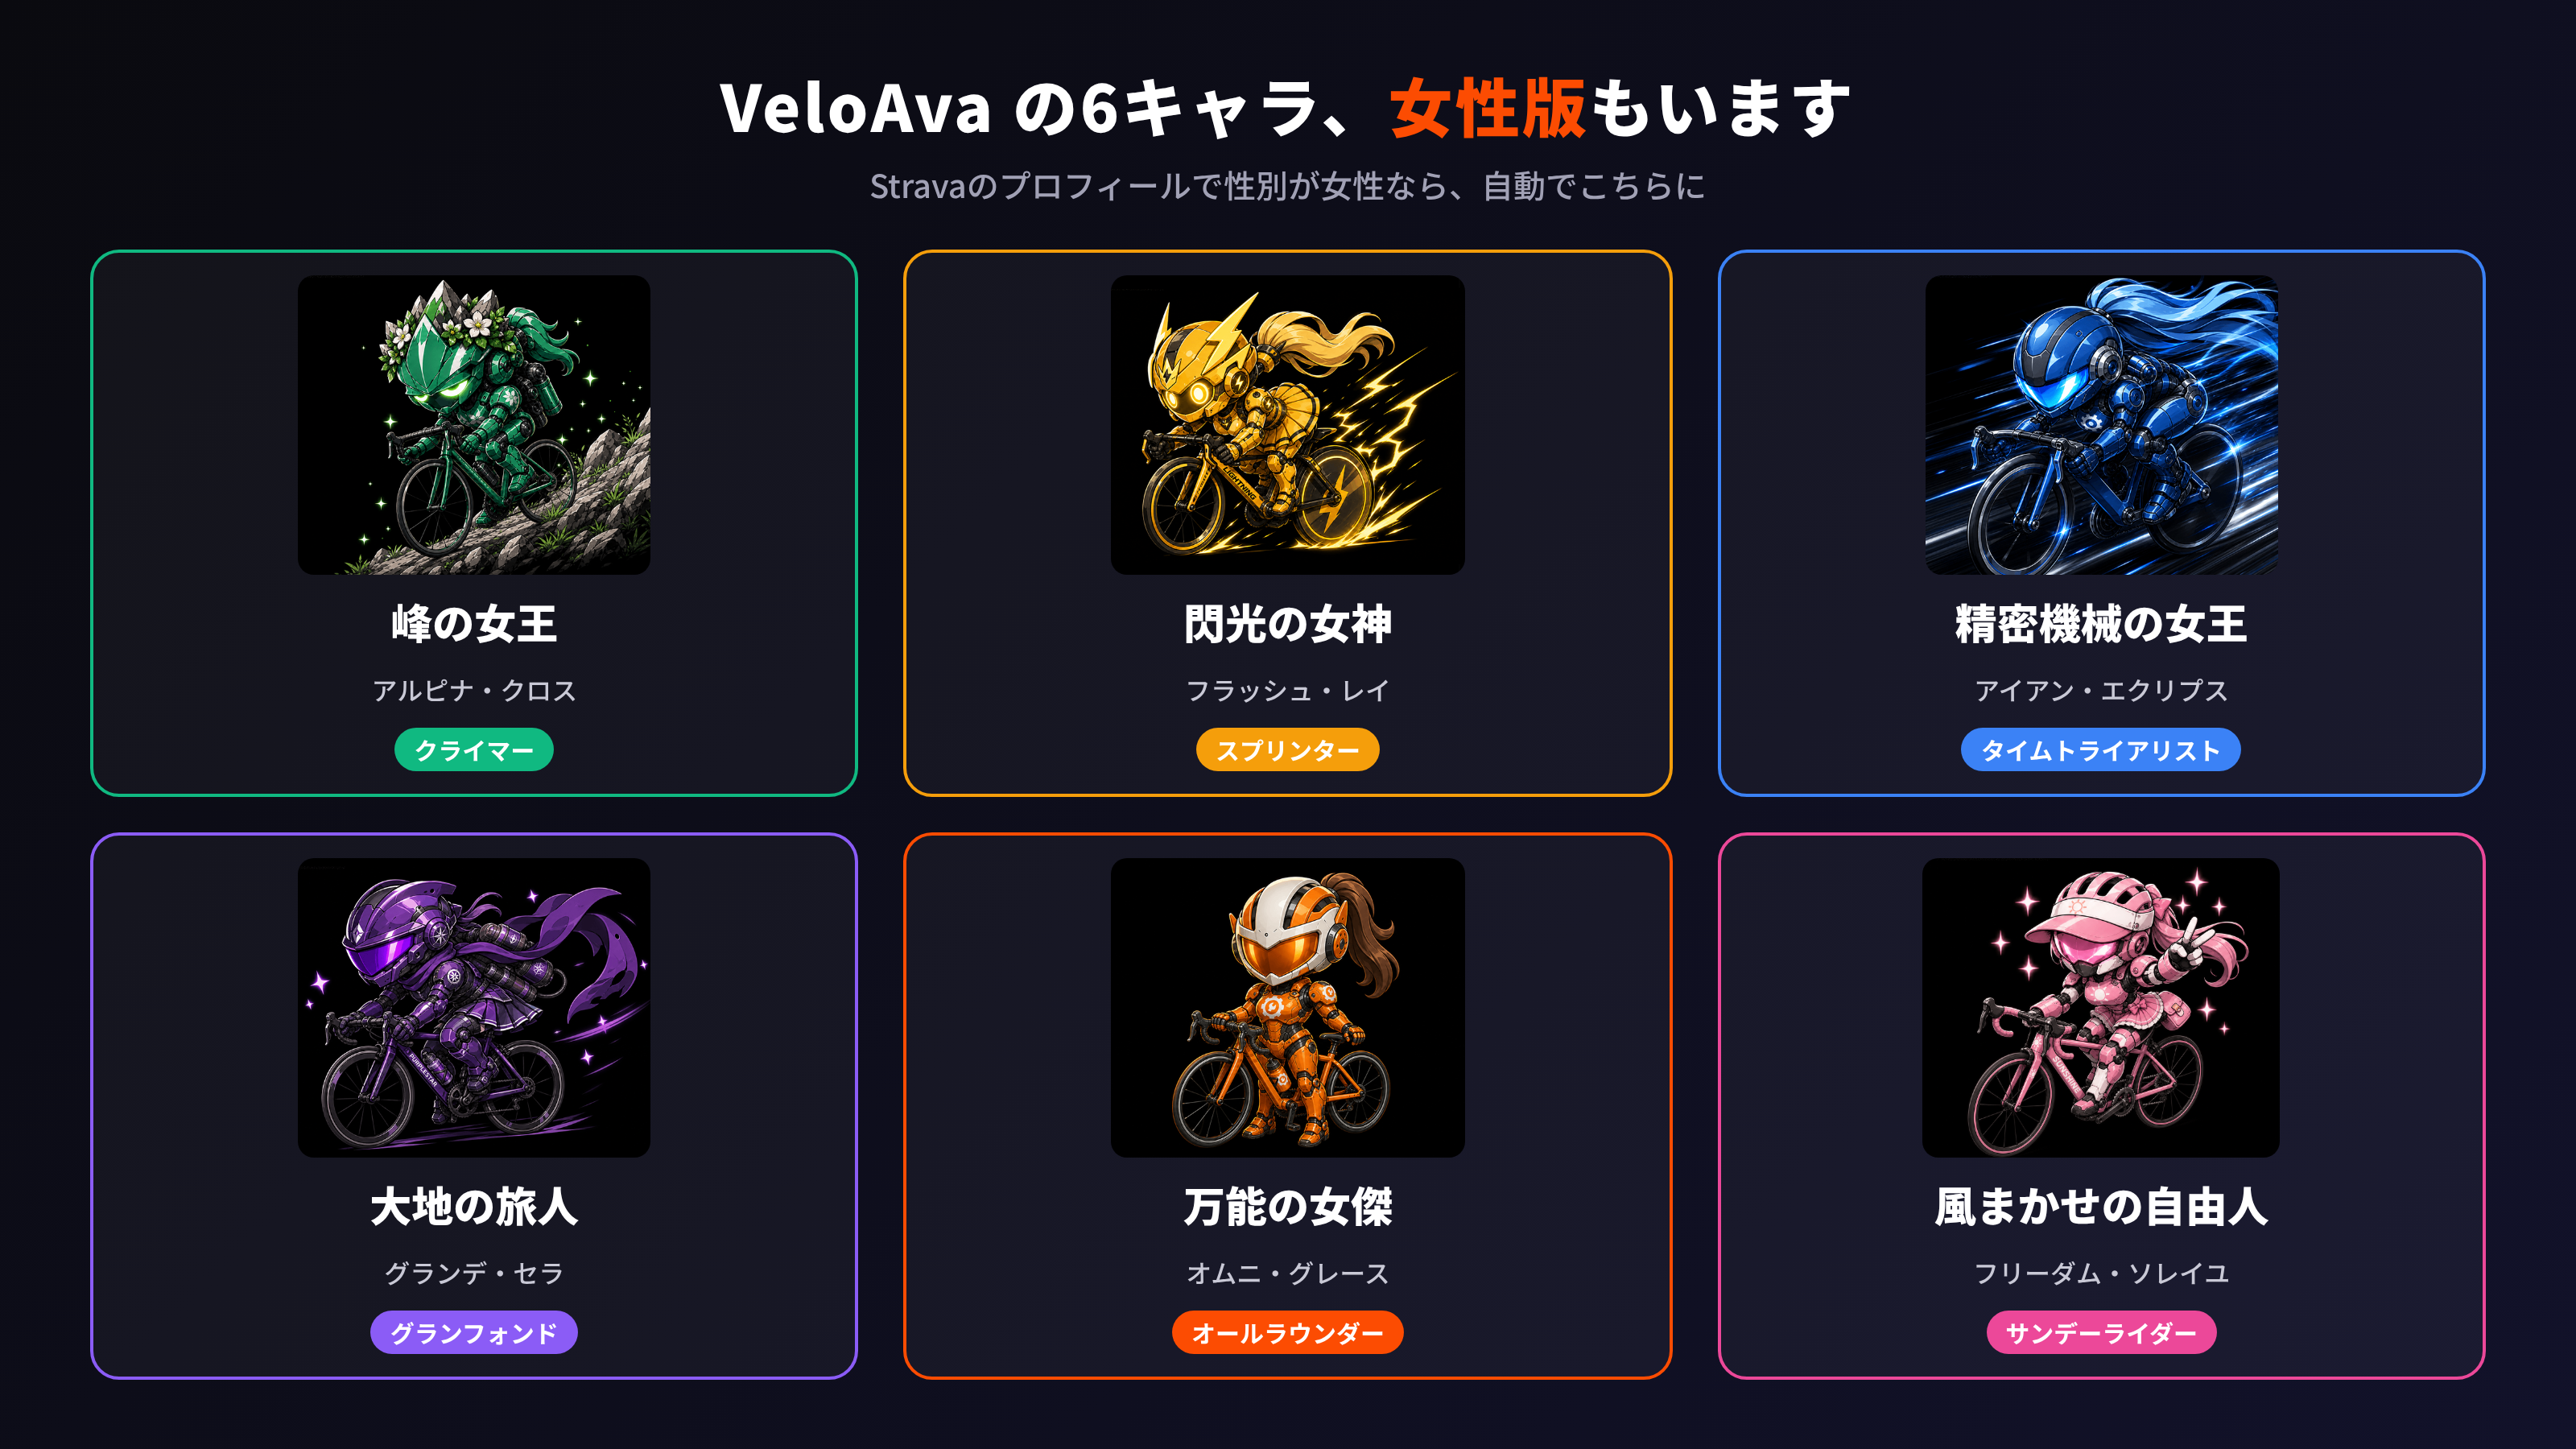 VeloAva の6キャラ、女性版もいます
Stravaのプロフィールで性別が女性なら、自動でこちらに
峰の女王
アルピナ・クロス
クライマー
LIGHTNING
閃光の女神
フラッシュ・レイ
スプリンター
精密機械の女王
アイアン・エクリプス
タイムトライアリスト
PURPLESTAR
大地の旅人
グランデ・セラ
グランフォンド
万能の女傑
オムニ・グレース
オールラウンダー
SUNSHINE
風まかせの自由人
フリーダム・ソレイユ
サンデーライダー